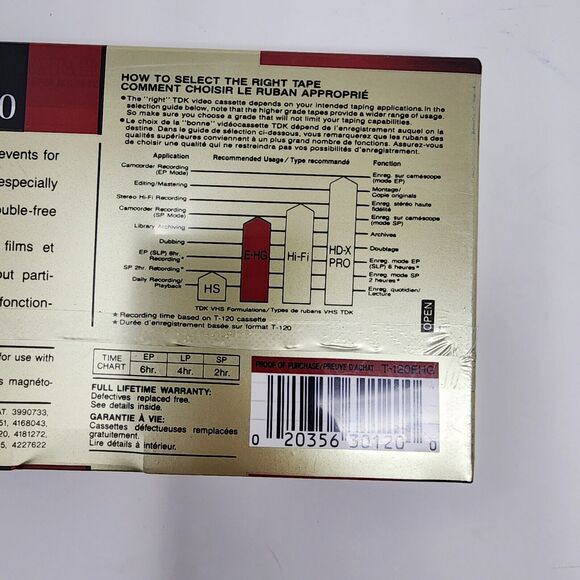 0
events for
especially
ouble-free
films et
out parti-
fonction-
for use with
s magnéto-
AT. 3990733,
51, 4168043,
20, 4181272,
5, 4227622
HOW TO SELECT THE RIGHT TAPE
COMMENT CHOISIR LE RUBAN APPROPRIÉ
●The "right" TDK video cassette depends on your intended taping applications. In the
selection guide below, note that the higher grade tapes provide a wider range of usage.
So make sure you choose a grade that will not limit your taping capabilities.
●Le choix de la "bonne" vidéocassette TDK dépend de l'enregistrement auquel on la
destine. Dans le guide de sélection ci-dessous, vous remarquerez que les rubans des
qualités supérieures conviennent à un plus grand nombre de fonctions. Assurez-vous
de choisir une qualité qui ne restreindra pas vos possibilités d'enregistrement.
Application Recommended Usage / Type recommandé Fonction
Camcorder Recording
(EP Mode)
Enreg. sur caméscope
(mode EP)
Editing/Mastering
Montage/
Copie originals
Stereo Hi-Fi Recording
Enreg. stéréo haute
fidélité
Camcorder Recording
(SP Mode)
Enreg. sur caméscope
(mode SP)
Library Archiving
Archives
Dubbing
Doublage
EP (SLP) 6hr.
Recording*
Enreg. mode EP
(SLP) 6 heures*
SP 2hr. Recording*
Enreg. mode SP
2 heures*
Daily Recording/
Playback
Enreg. quotidien/
Lecture
HS
E-HG
Hi-Fi
HD-X
PRO
TDK VHS Formulations/Types de rubans VHS TDK
★Recording time based on T-120 cassette
★Durée d'enregistrement basée sur format T-120
OPEN
TIME
CHART
EP LP SP
6hr. 4hr. 2hr.
FULL LIFETIME WARRANTY:
Defectives replaced free.
See details inside.
GARANTIE À VIE:
Cassettes défectueuses remplacées
gratuitement.
Lire détails à intérieur.
PROOF OF PURCHASE/PREUVE D'ACHAT T-120EHG
0 20356 30120 0